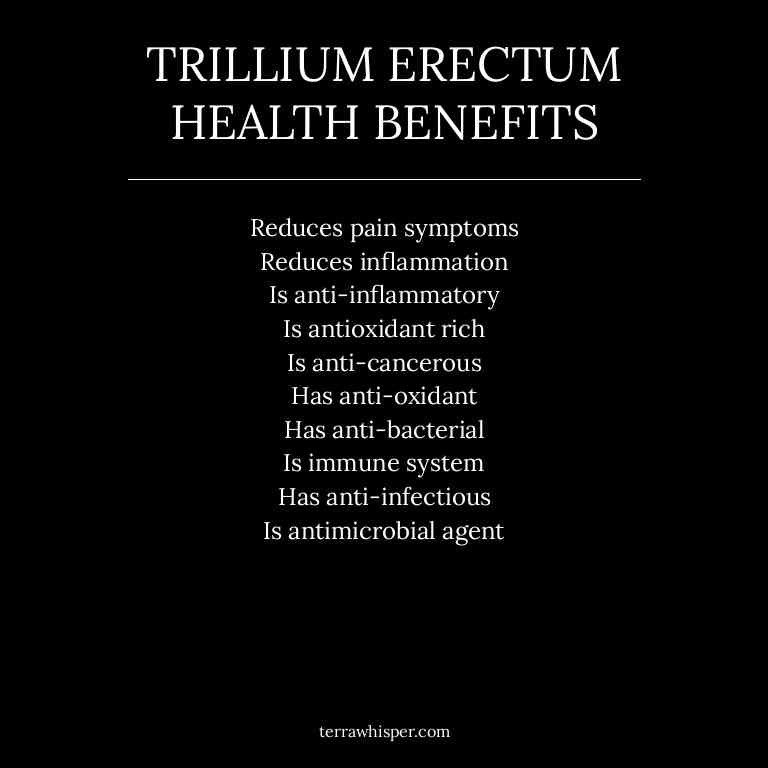 TRILLIUM ERECTUM
HEALTH BENEFITS
Reduces pain symptoms
Reduces inflammation
Is anti-inflammatory
Is antioxidant rich
Is anti-cancerous
Has anti-oxidant
Has anti-bacterial
Is immune system
Has anti-infectious
Is antimicrobial agent
terrawhisper.com